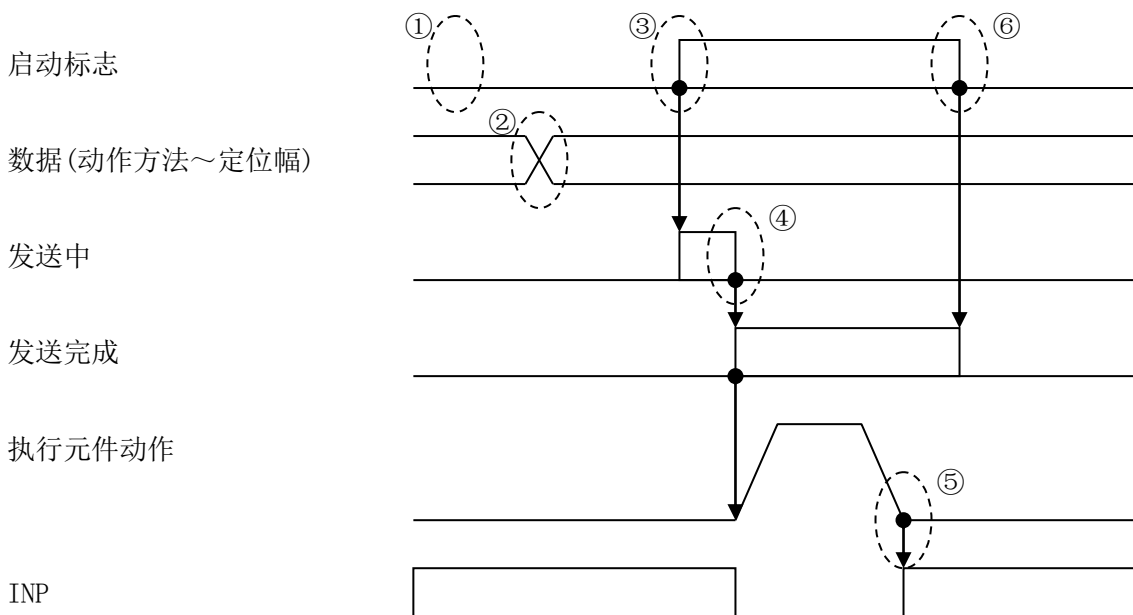 ① ③ ⑥
启动标志
②
数据(动作方法～定位幅)
④
发送中
发送完成
执行元件动作
⑤
INP